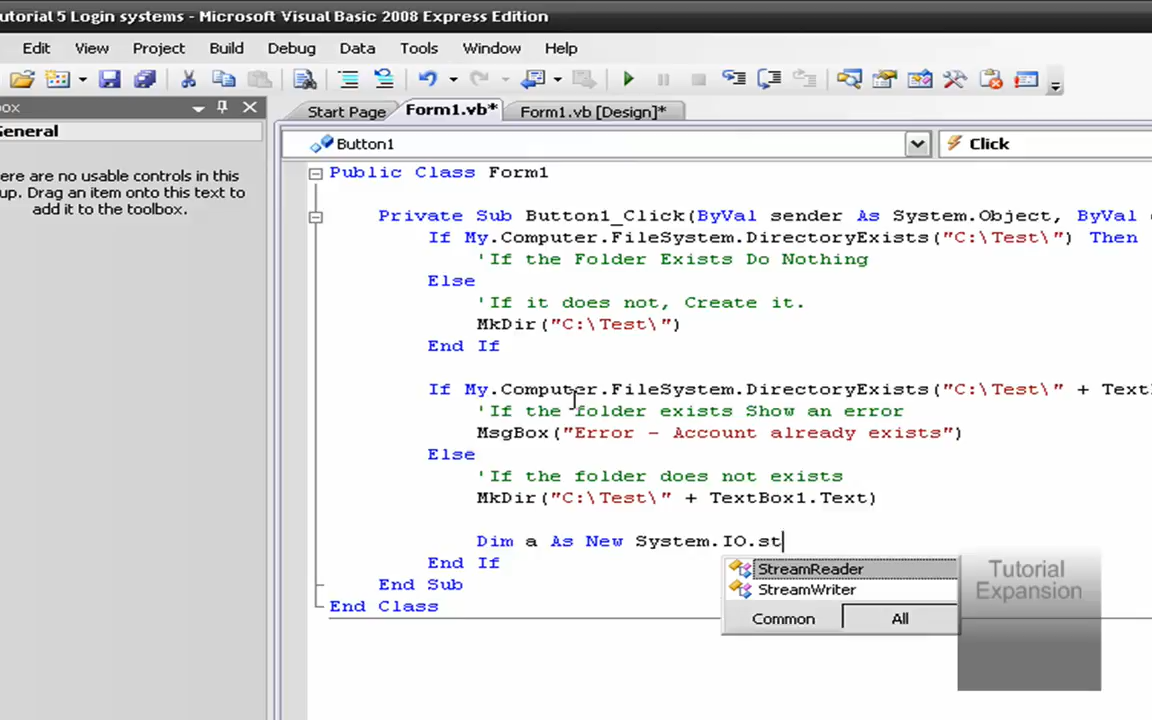 utorial 5 Login systems - Microsoft Visual Basic 2008 Express Edition
Edit View Project Build Debug Data Tools Window Help
ox
Start Page Form1.vb* Form1.vb [Design]*
General
Button1 Click
ere are no usable controls in this
up. Drag an item onto this text to
add it to the toolbox.
Public Class Form1
Private Sub Button1_Click(ByVal sender As System.Object, ByVal
If My.Computer.FileSystem.DirectoryExists("C:\Test\") Then
'If the Folder Exists Do Nothing
Else
'If it does not, Create it.
MkDir("C:\Test\")
End If
If My.Computer.FileSystem.DirectoryExists("C:\Test\" + Text
'If the folder exists Show an error
MsgBox("Error - Account already exists")
Else
'If the folder does not exists
MkDir("C:\Test\" + TextBox1.Text)
Dim a As New System.IO.st
End If
End Sub
End Class
StreamReader
StreamWriter
Common All
Tutorial
Expansion